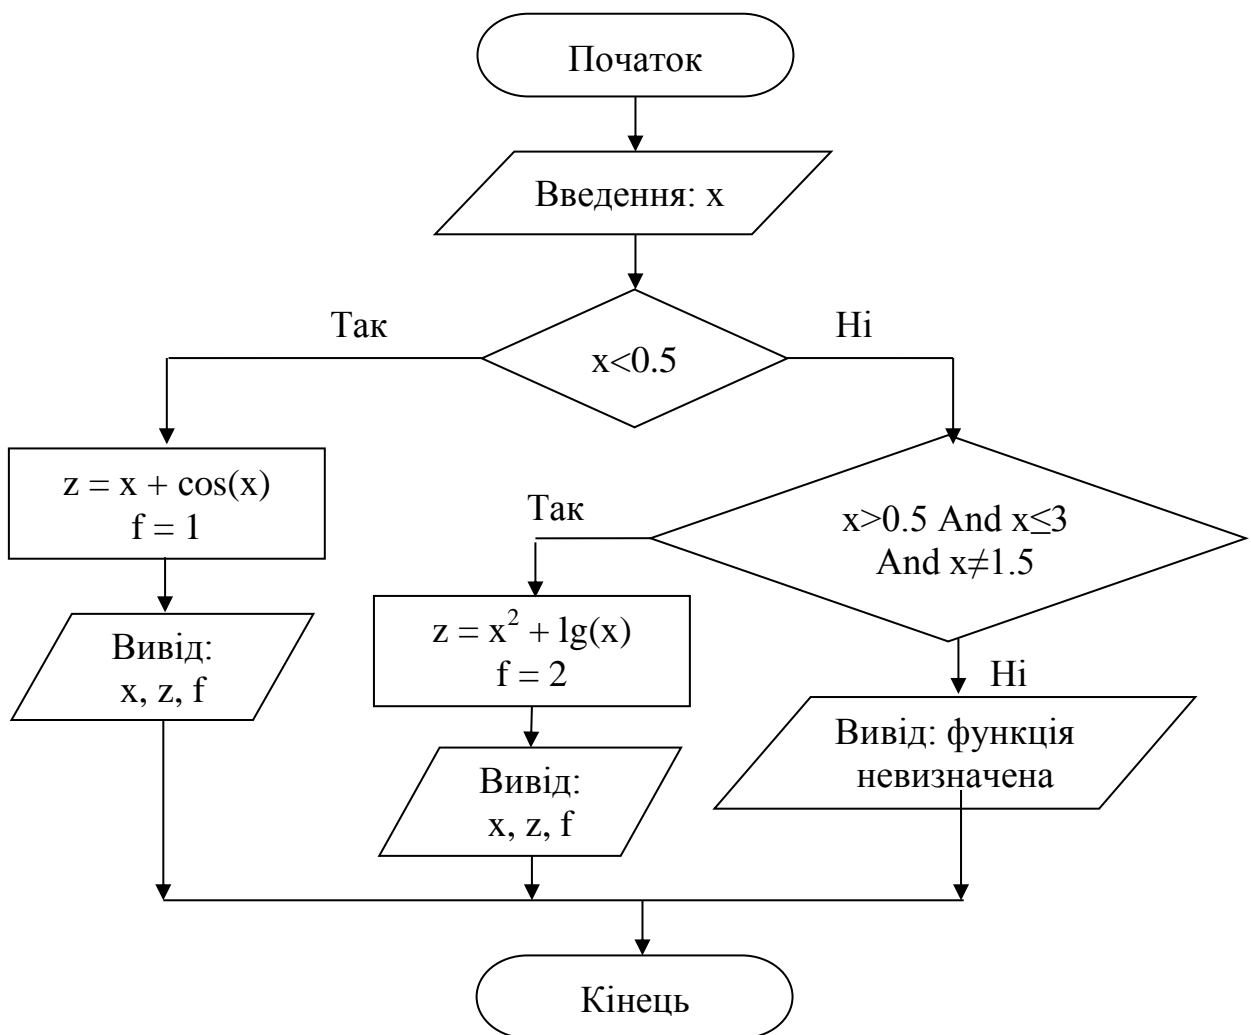 Початок
Введення: x
Так
Ні
x<0.5
z = x + cos(x)
f = 1
Так
x>0.5 And x≤3
And x≠1.5
z = x² + lg(x)
f = 2
Вивід:
x, z, f
Ні
Вивід: функція
невизначена
Вивід:
x, z, f
Кінець